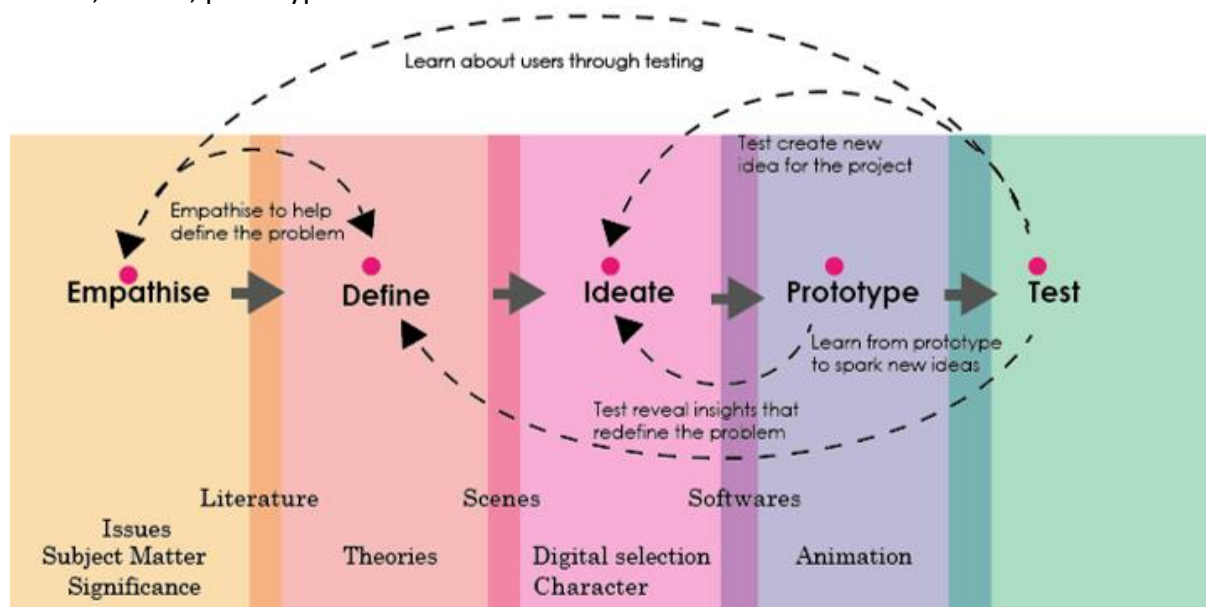 Learn about users through testing
Test create new
idea for the project
Empathise to help
define the problem
Empathise
Define
Ideate
Prototype
Test
Learn from prototype
to spark new ideas
Test reveal insights that
redefine the problem
Literature
Scenes
Softwares
Issues
Subject Matter
Theories
Digital selection
Animation
Significance
Character